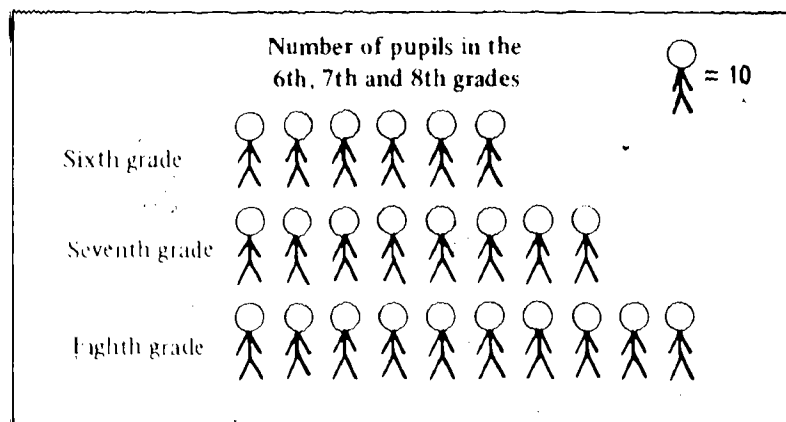 Number of pupils in the
6th, 7th and 8th grades
= 10
Sixth grade
Seventh grade
Eighth grade